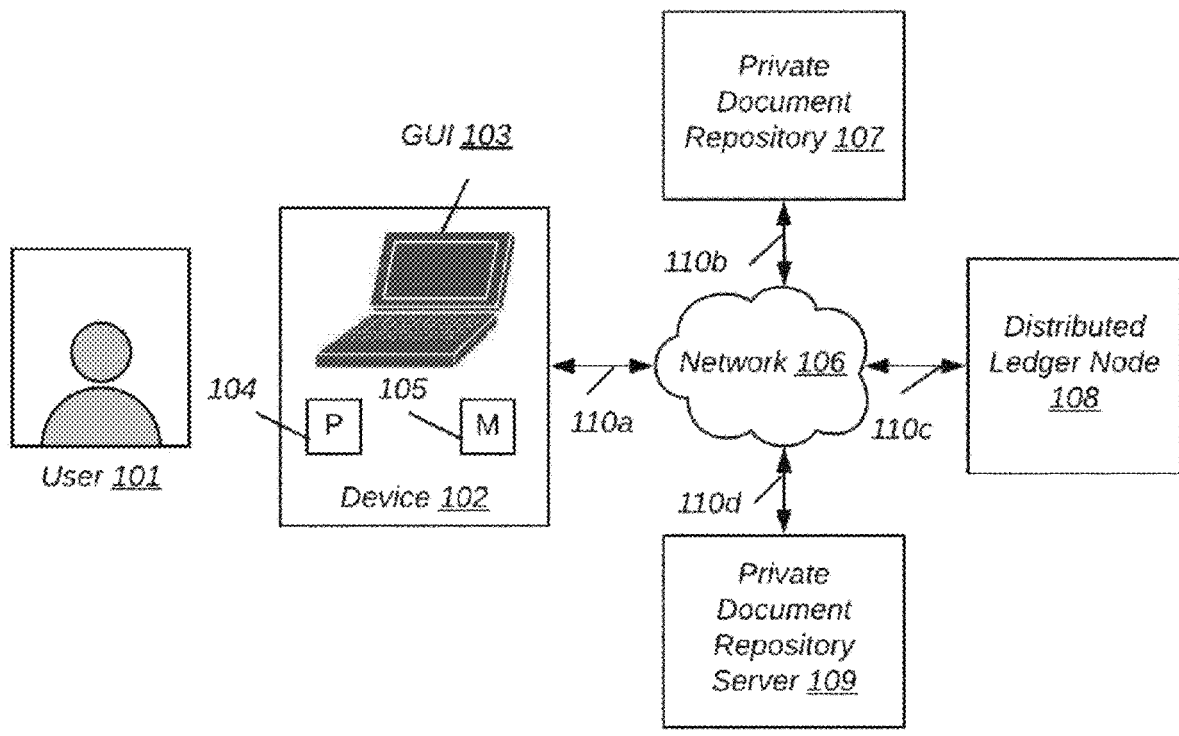 Private
Document
Repository 107
GUI 103
110b
Distributed
Ledger Node
108
Network 106
104
105
110a
110c
P
M
User 101
Device 102
110d
Private
Document
Repository
Server 109